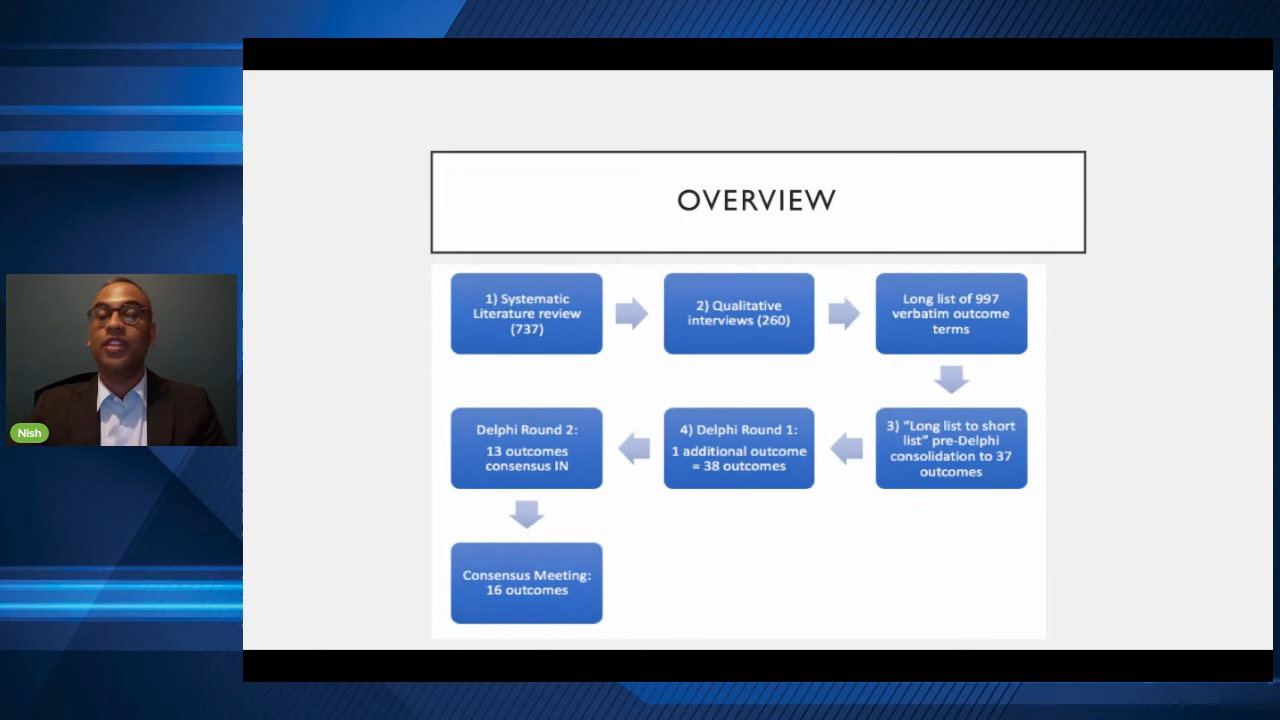 OVERVIEW
1) Systematic
Literature review
(737)
2) Qualitative
interviews (260)
Long list of 997
verbatim outcome
terms
3) “Long list to short
list” pre-Delphi
consolidation to 37
outcomes
4) Delphi Round 1:
1 additional outcome
= 38 outcomes
Delphi Round 2:
13 outcomes
consensus IN
Consensus Meeting:
16 outcomes
Nish